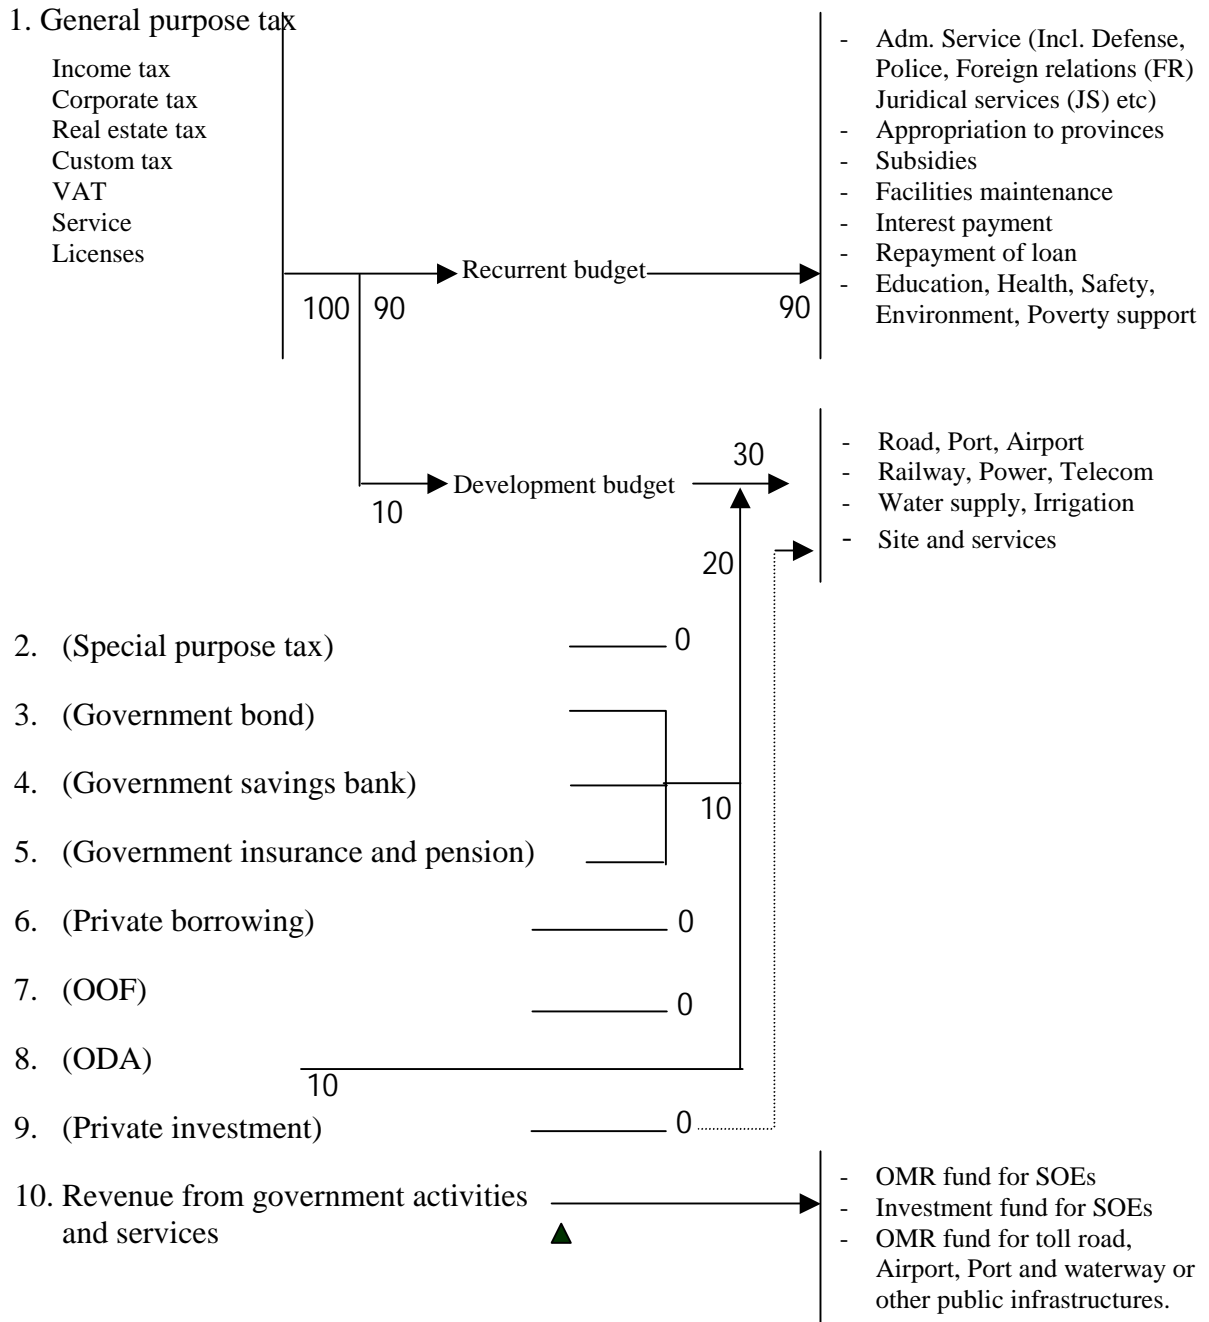 1. General purpose tax
Income tax
Corporate tax
Real estate tax
Custom tax
VAT
Service
Licenses
- Adm. Service (Incl. Defense,
Police, Foreign relations (FR)
Juridical services (JS) etc)
- Appropriation to provinces
- Subsidies
- Facilities maintenance
- Interest payment
- Repayment of loan
- Education, Health, Safety,
Environment, Poverty support
Recurrent budget
100 90 90
- Road, Port, Airport
- Railway, Power, Telecom
- Water supply, Irrigation
- Site and services
30
Development budget
10
20
2. (Special purpose tax) 0
3. (Government bond)
4. (Government savings bank)
10
5. (Government insurance and pension)
6. (Private borrowing) 0
7. (OOF) 0
8. (ODA)
10
9. (Private investment) 0
10. Revenue from government activities
and services
- OMR fund for SOEs
- Investment fund for SOEs
- OMR fund for toll road,
Airport, Port and waterway or
other public infrastructures.